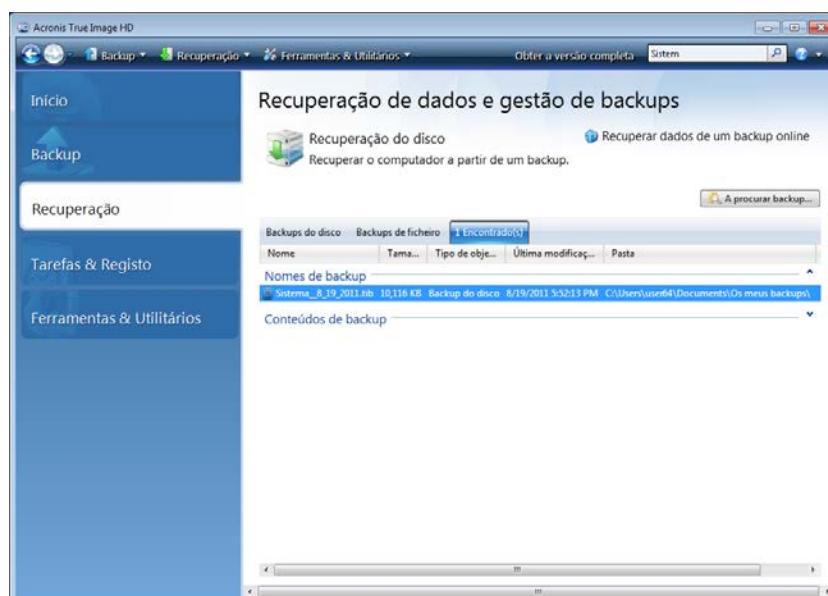 Acronis True Image HD
Backup Recuperação Ferramentas & Utilitários Obter a versão completa Sistem
Início
Backup
Recuperação
Tarefas & Registo
Ferramentas & Utilitários
Recuperação de dados e gestão de backups
Recuperação do disco
Recuperar o computador a partir de um backup.
Recuperar dados de um backup online
A procurar backup...
Backups do disco Backups de ficheiro 1 Encontrado(s)
Nome Tama... Tipo de obje... Última modificaç... Pasta
Nomes de backup
Sistema_8_19_2011.tib 10,116 KB Backup do disco 8/19/2011 5:52:13 PM C:\Users\user64\Documents\Os meus backups\
Conteúdos de backup